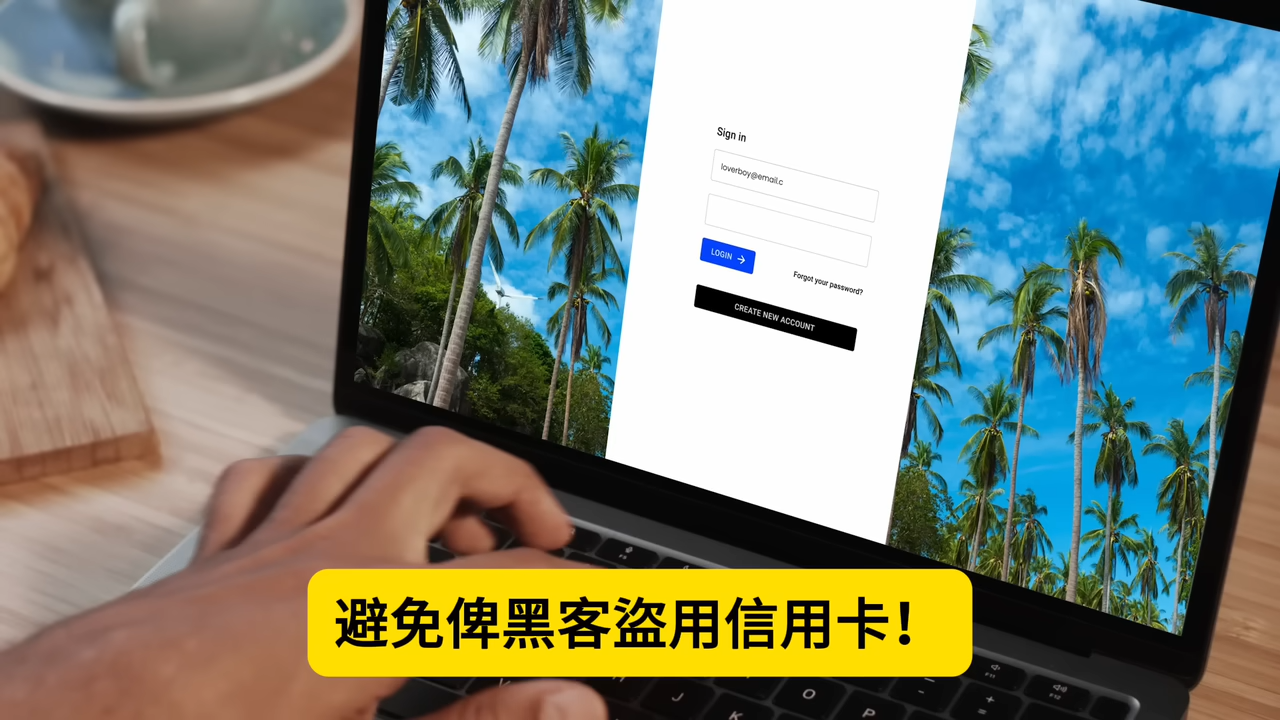 Sign in
loverboy@email.c
LOGIN
Forgot your password?
CREATE NEW ACCOUNT
避免俾黑客盜用信用卡！
J
K
O
P